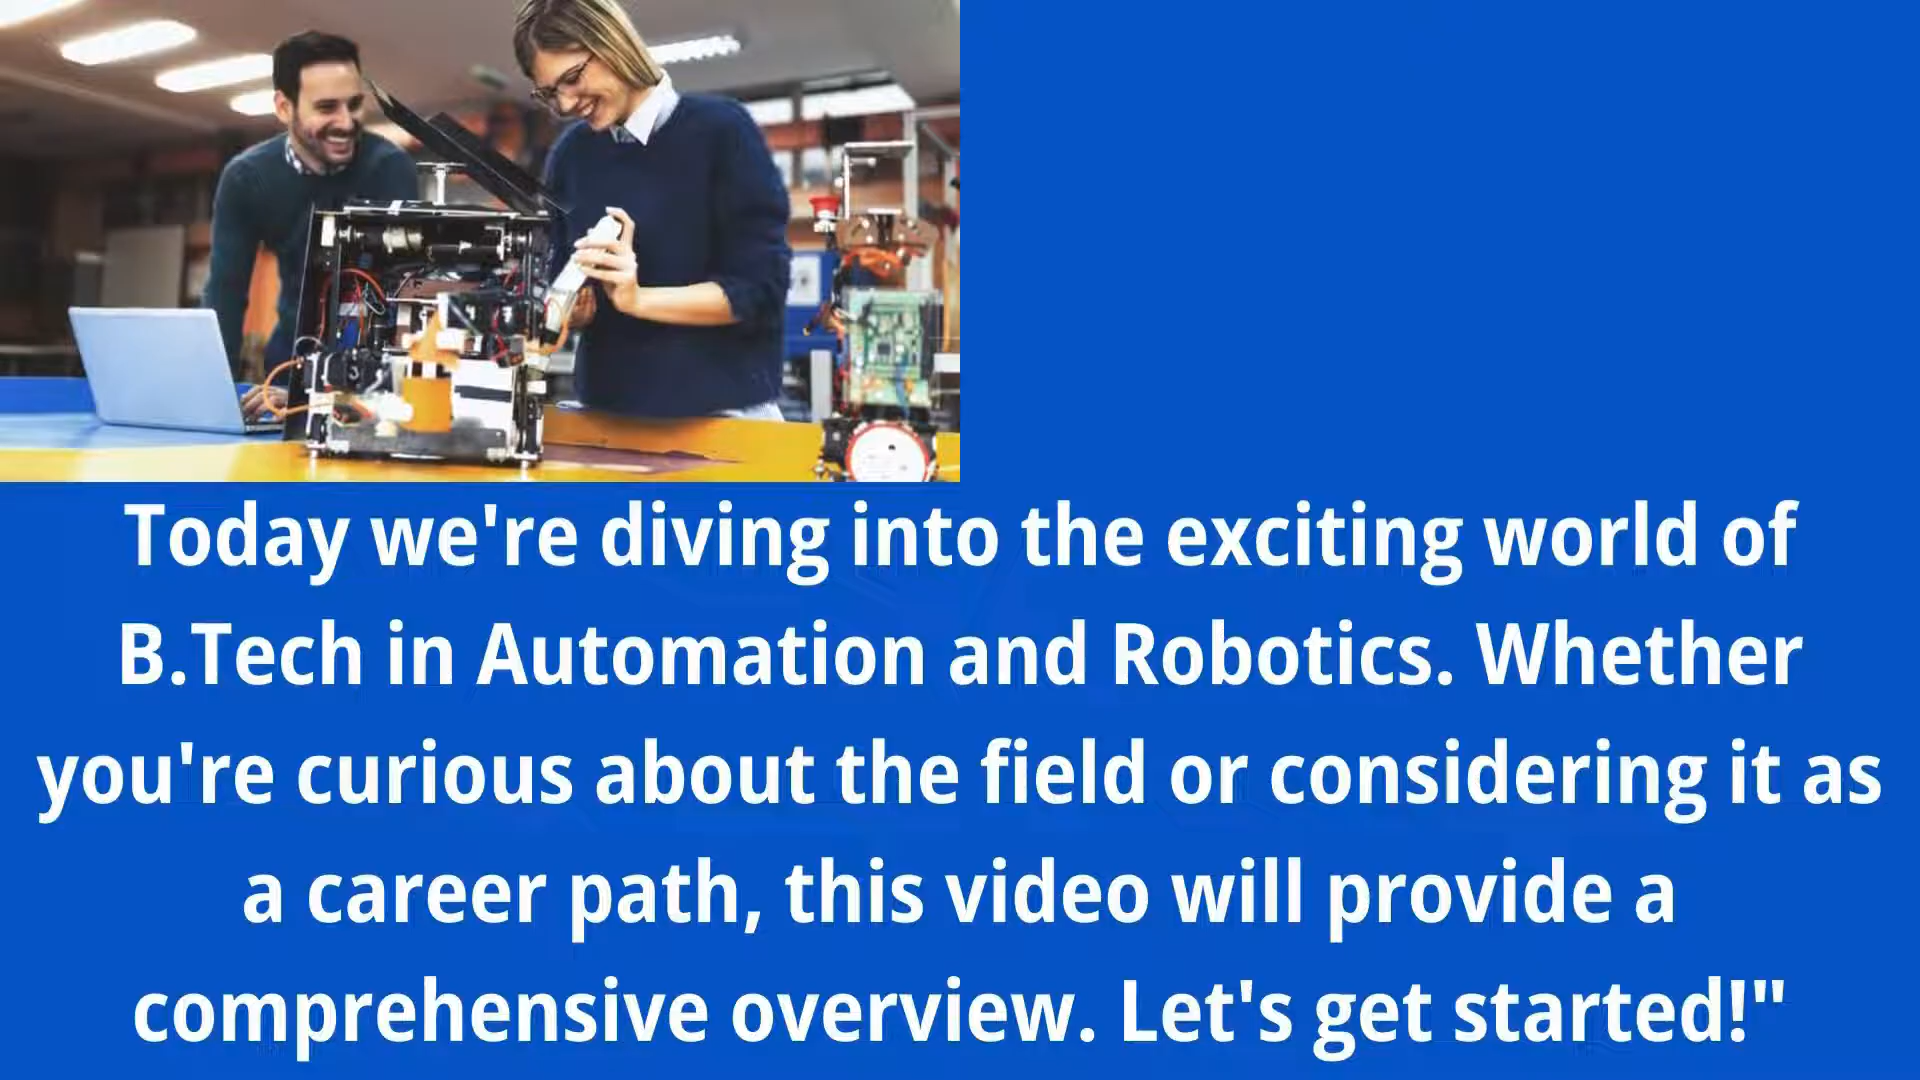 Today we're diving into the exciting world of
B.Tech in Automation and Robotics. Whether
you're curious about the field or considering it as
a career path, this video will provide a
comprehensive overview. Let's get started!"